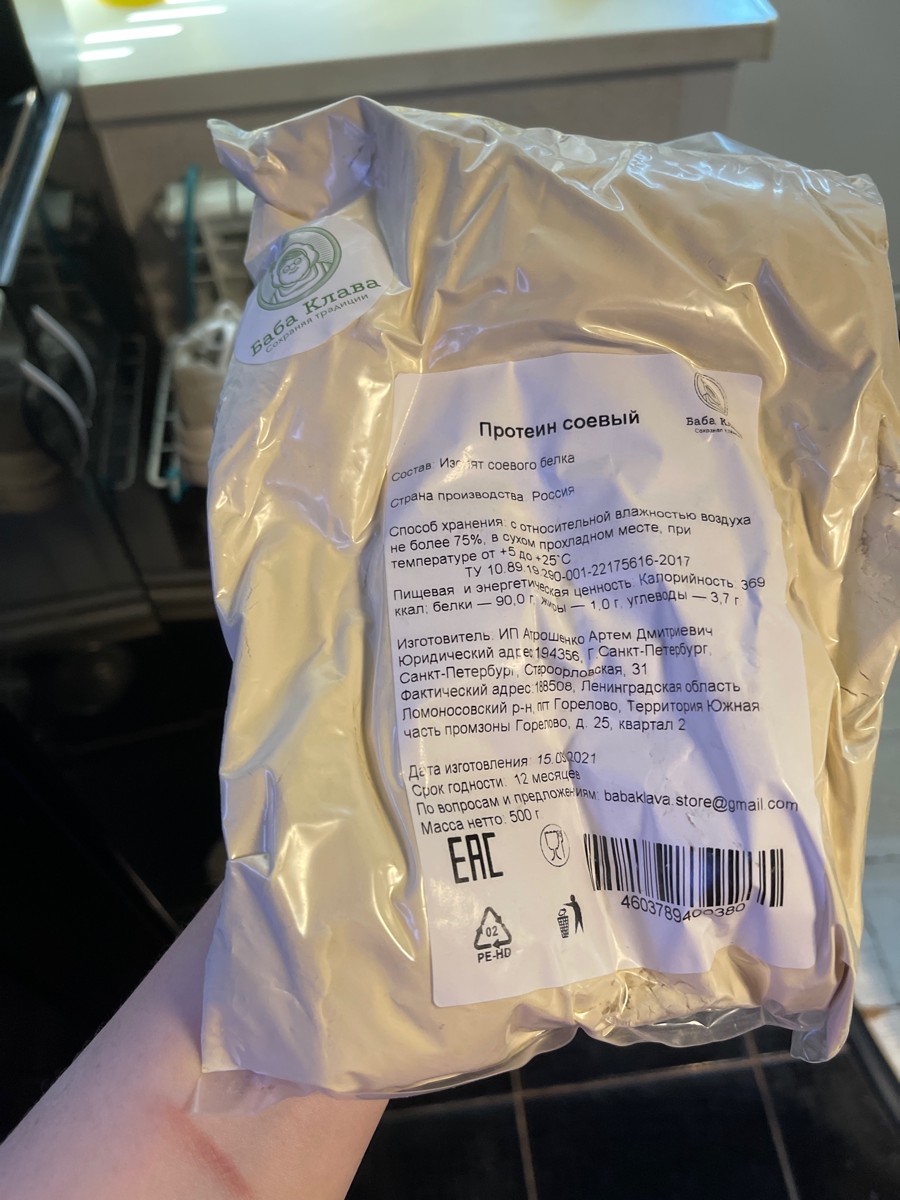 Баба Клава
Сохраняя традиции
Протеин соевый
Баба
Состав Изолят соевого белка
Страна производства Россия
Способ хранения: с относительной влажностью воздуха
не более 75%, в сухом прохладном месте, при
температуре от +5 до +25°С
ТУ 10.89.19.290-001-22175616-2017
Пищевая и энергетическая ценность. Калорийность: 369
ккал; белки — 90,0 г, жиры — 1,0 г. углеводы — 3,7 г
Изготовитель: ИП Атрошенко Артем Дмитриевич
Юридический адрес 194356, г Санкт-Петербург,
Санкт-Петербург, Староорловская, 31
Фактический адрес: 188508, Ленинградская область
Ломоносовский р-н, пгт Горелово, Территория Южная
часть промзоны Горелово, д. 25, квартал 2
Дата изготовления 15.09.2021
Срок годности: 12 месяцев
По вопросам и предложениям: babaklava.store@gmail.com
Масса нетто: 500 г
EAC
4603789400380
02
PE-HD